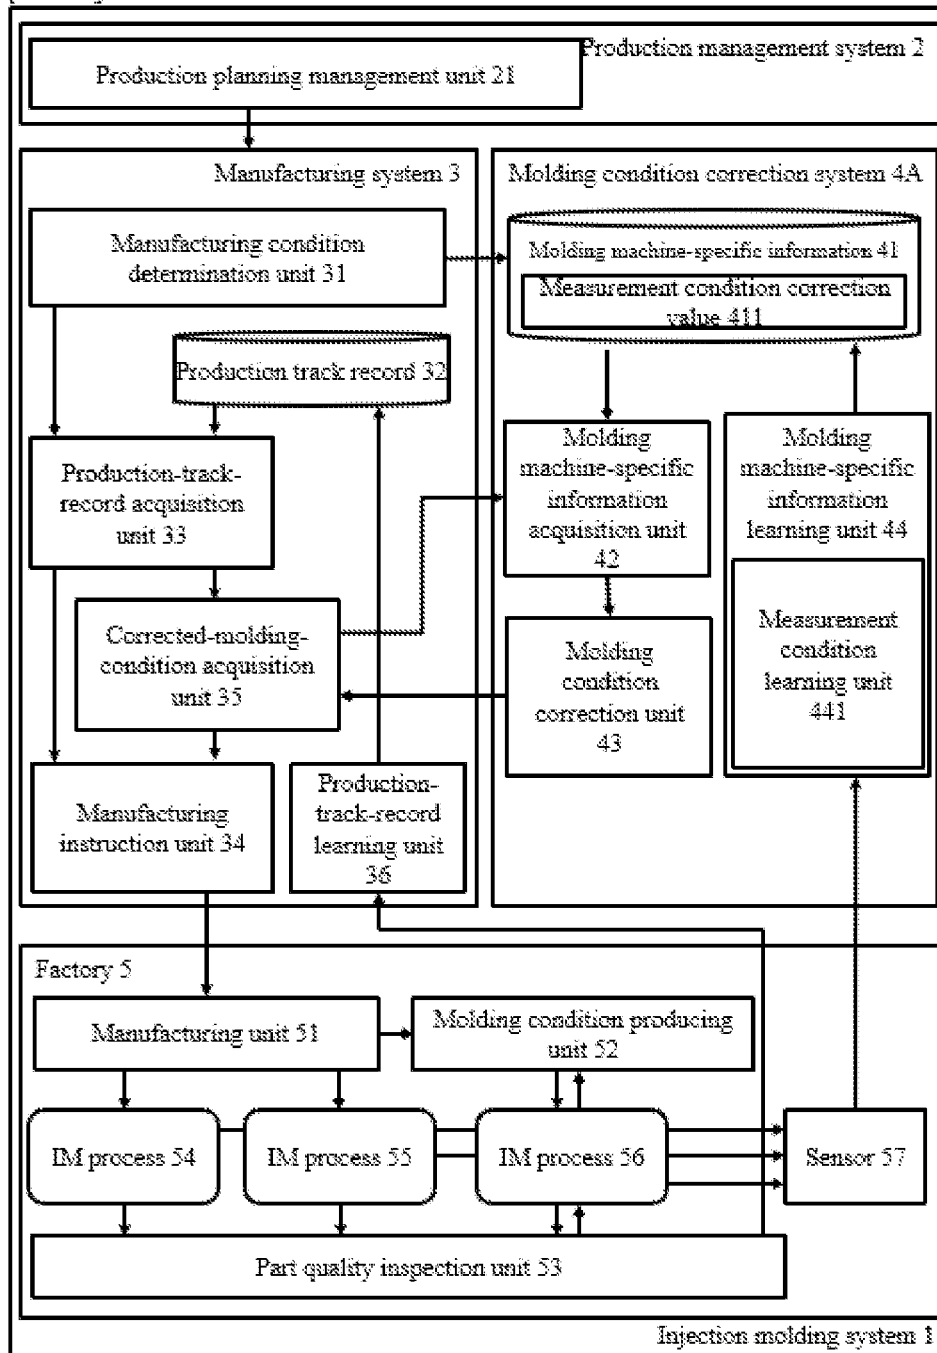 Production management system 2
Production planning management unit 21
Manufacturing system 3
Molding condition correction system 4A
Manufacturing condition
determination unit 31
Molding machine-specific information 41
Measurement condition correction
value 411
Production track record 32
Production-track-
record acquisition
unit 33
Molding
machine-specific
information
acquisition unit
42
Molding
machine-specific
information
learning unit 44
Corrected-molding-
condition acquisition
unit 35
Molding
condition
correction unit
43
Measurement
condition
learning unit
441
Manufacturing
instruction unit 34
Production-
track-record
learning unit
36
Factory 5
Manufacturing unit 51
Molding condition producing
unit 52
IM process 54
IM process 55
IM process 56
Sensor 57
Part quality inspection unit 53
Injection molding system 1